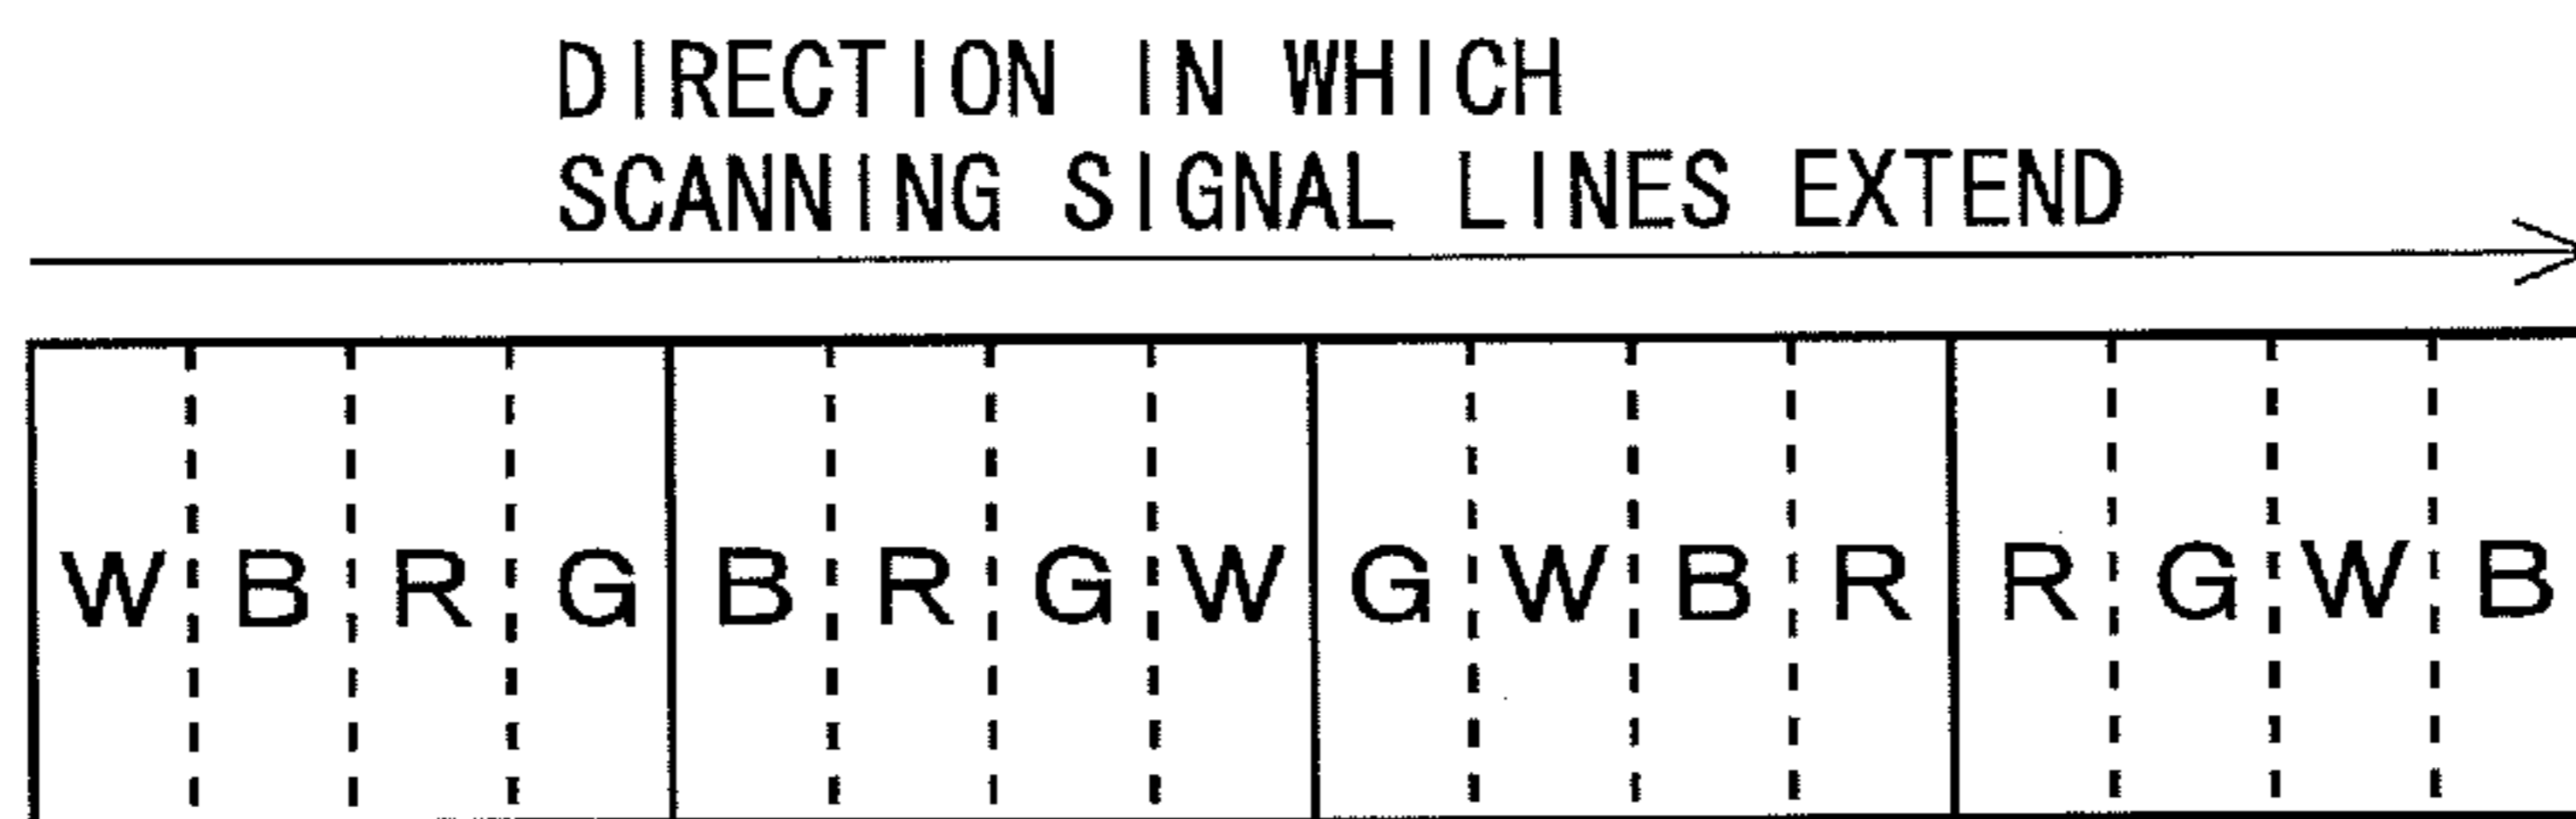 DIRECTION IN WHICH
SCANNING SIGNAL LINES EXTEND
W B R G B R G W G W B R R G W B